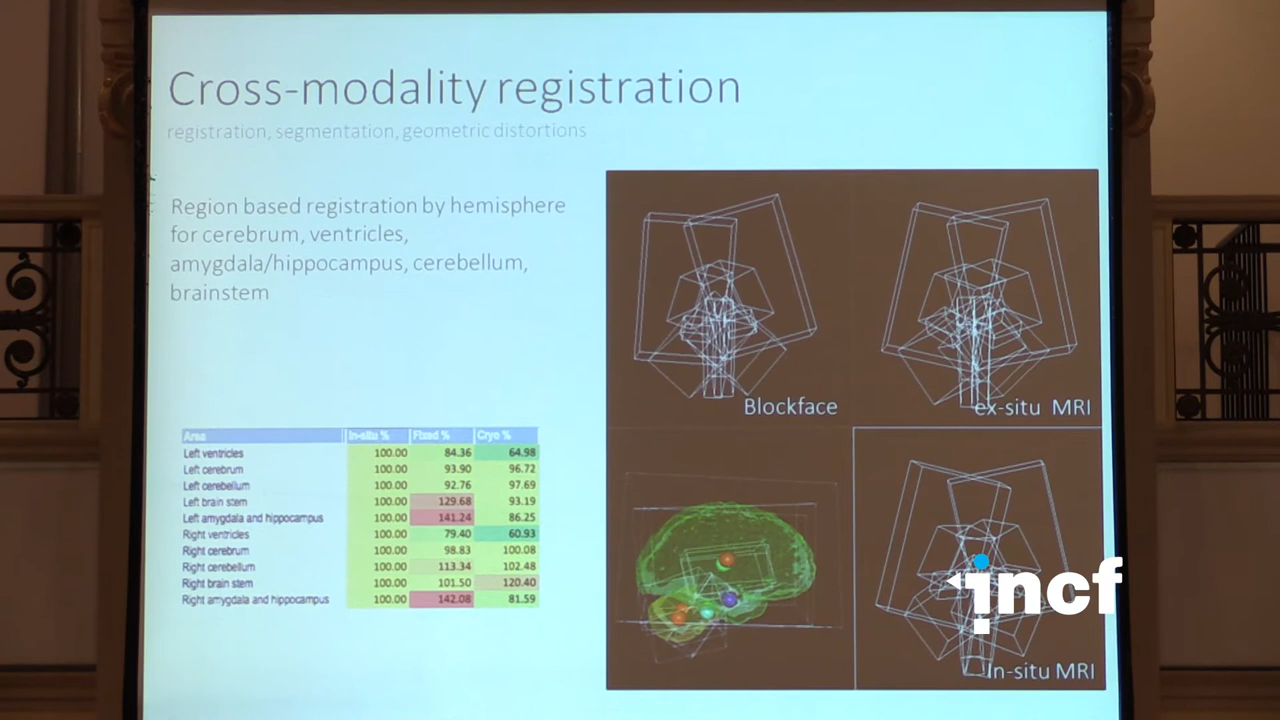 Cross-modality registration
registration, segmentation, geometric distortions
Region based registration by hemisphere
for cerebrum, ventricles,
amygdala/hippocampus, cerebellum,
brainstem
Area In-situ % Fixed % Cryo %
Left ventricles 100.00 84.36 64.98
Left cerebrum 100.00 93.90 96.72
Left cerebellum 100.00 92.76 97.69
Left brain stem 100.00 129.68 93.19
Left amygdala and hippocampus 100.00 141.24 86.25
Right ventricles 100.00 79.40 60.93
Right cerebrum 100.00 98.83 100.08
Right cerebellum 100.00 113.34 102.48
Right brain stem 100.00 101.50 120.40
Right amygdala and hippocampus 100.00 142.08 81.59
Blockface
ex-situ MRI
In-situ MRI
incf